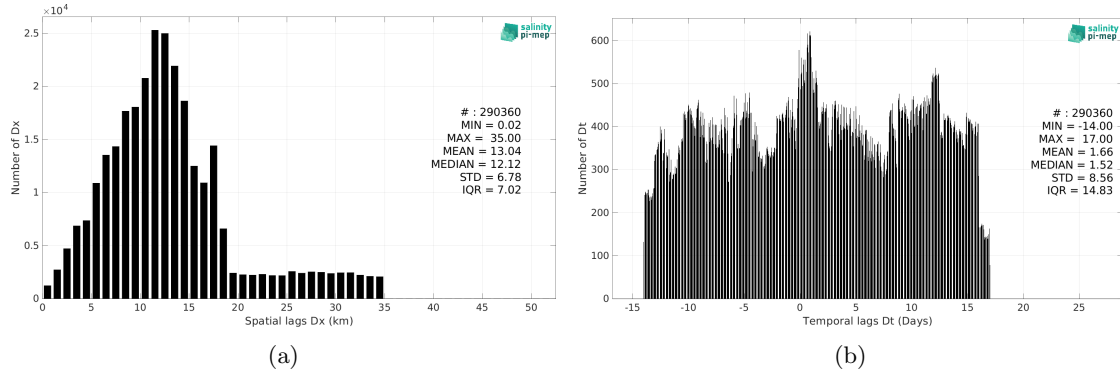 ×10⁴
2.5
2
1.5
1
0.5
0
0 5 10 15 20 25 30 35 40 45 50
Number of Dx
Spatial lags Dx (km)
salinity
pi-mep
# : 290360
MIN = 0.02
MAX = 35.00
MEAN = 13.04
MEDIAN = 12.12
STD = 6.78
IQR = 7.02
(a)
600
500
400
300
200
100
0
-15 -10 -5 0 5 10 15 20 25
Number of Dt
Temporal lags Dt (Days)
salinity
pi-mep
# : 290360
MIN = -14.00
MAX = 17.00
MEAN = 1.66
MEDIAN = 1.52
STD = 8.56
IQR = 14.83
(b)